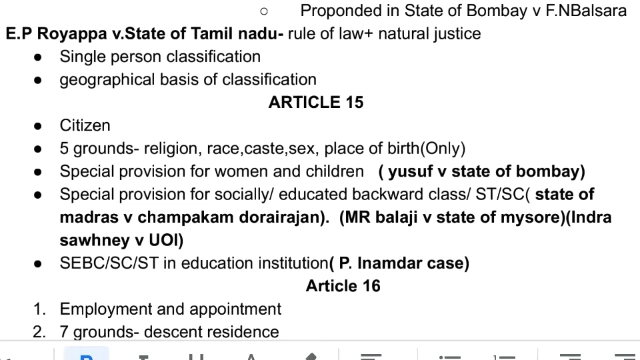 ○ Proponded in State of Bombay v F.NBalsara
E.P Royappa v.State of Tamil nadu- rule of law+ natural justice
● Single person classification
● geographical basis of classification
ARTICLE 15
● Citizen
● 5 grounds- religion, race,caste,sex, place of birth(Only)
● Special provision for women and children ( yusuf v state of bombay)
● Special provision for socially/ educated backward class/ ST/SC( state of
madras v champakam dorairajan). (MR balaji v state of mysore)(Indra
sawhney v UOI)
● SEBC/SC/ST in education institution( P. Inamdar case)
Article 16
1. Employment and appointment
2. 7 grounds- descent residence